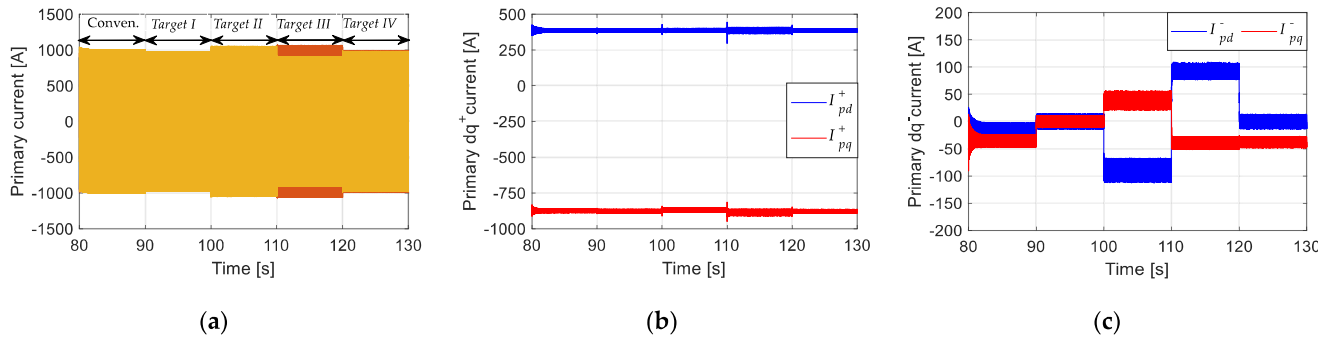 Conven. Target I Target II Target III Target IV
Primary current [A]
1500
1000
500
0
-500
-1000
-1500
80 90 100 110 120 130
Time [s]
(a)
Primary dq+current [A]
500
250
0
-250
-500
-750
-1000
I+pd
I+pq
80 90 100 110 120 130
Time [s]
(b)
Primary dq-current [A]
200
150
100
50
0
-50
-100
-150
-200
I-pd I-pq
80 90 100 110 120 130
Time [s]
(c)